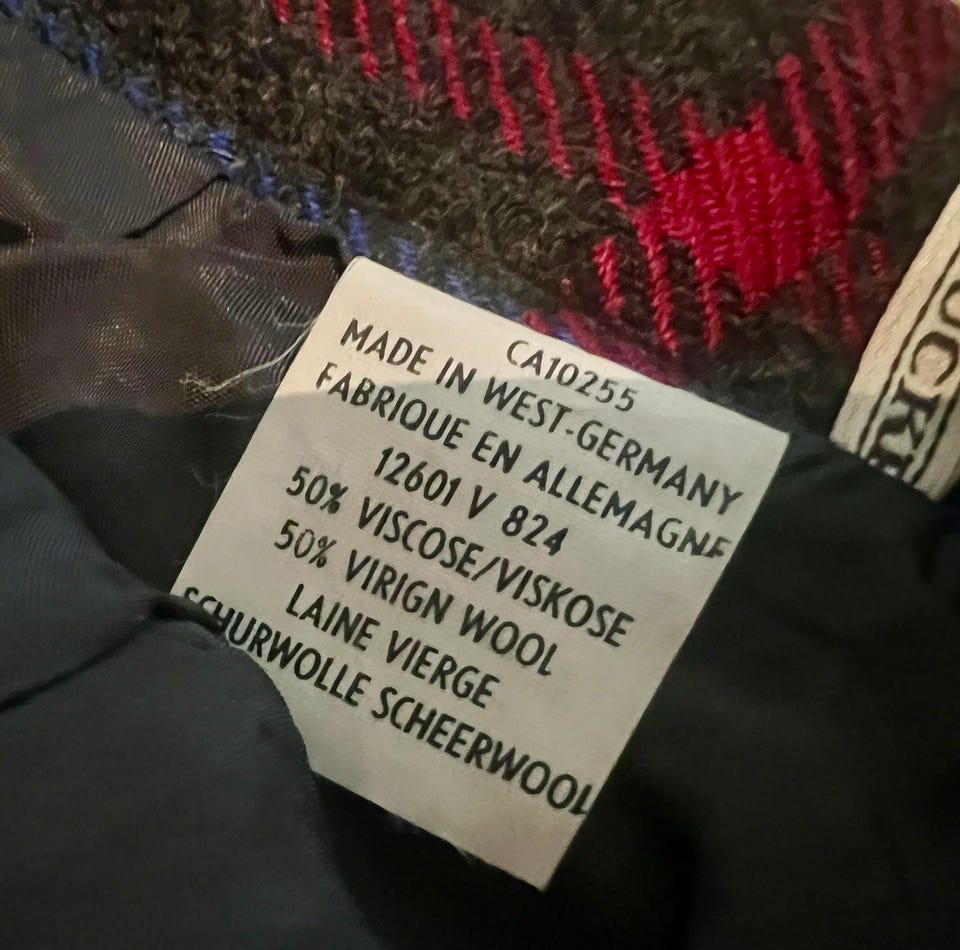 CA10255
MADE IN WEST-GERMANY
FABRIQUE EN ALLEMAGNE
12601 V 824
50% VISCOSE/VISKOSE
50% VIRIGN WOOL
LAINE VIERGE
SCHURWOLLE SCHEERWOOL